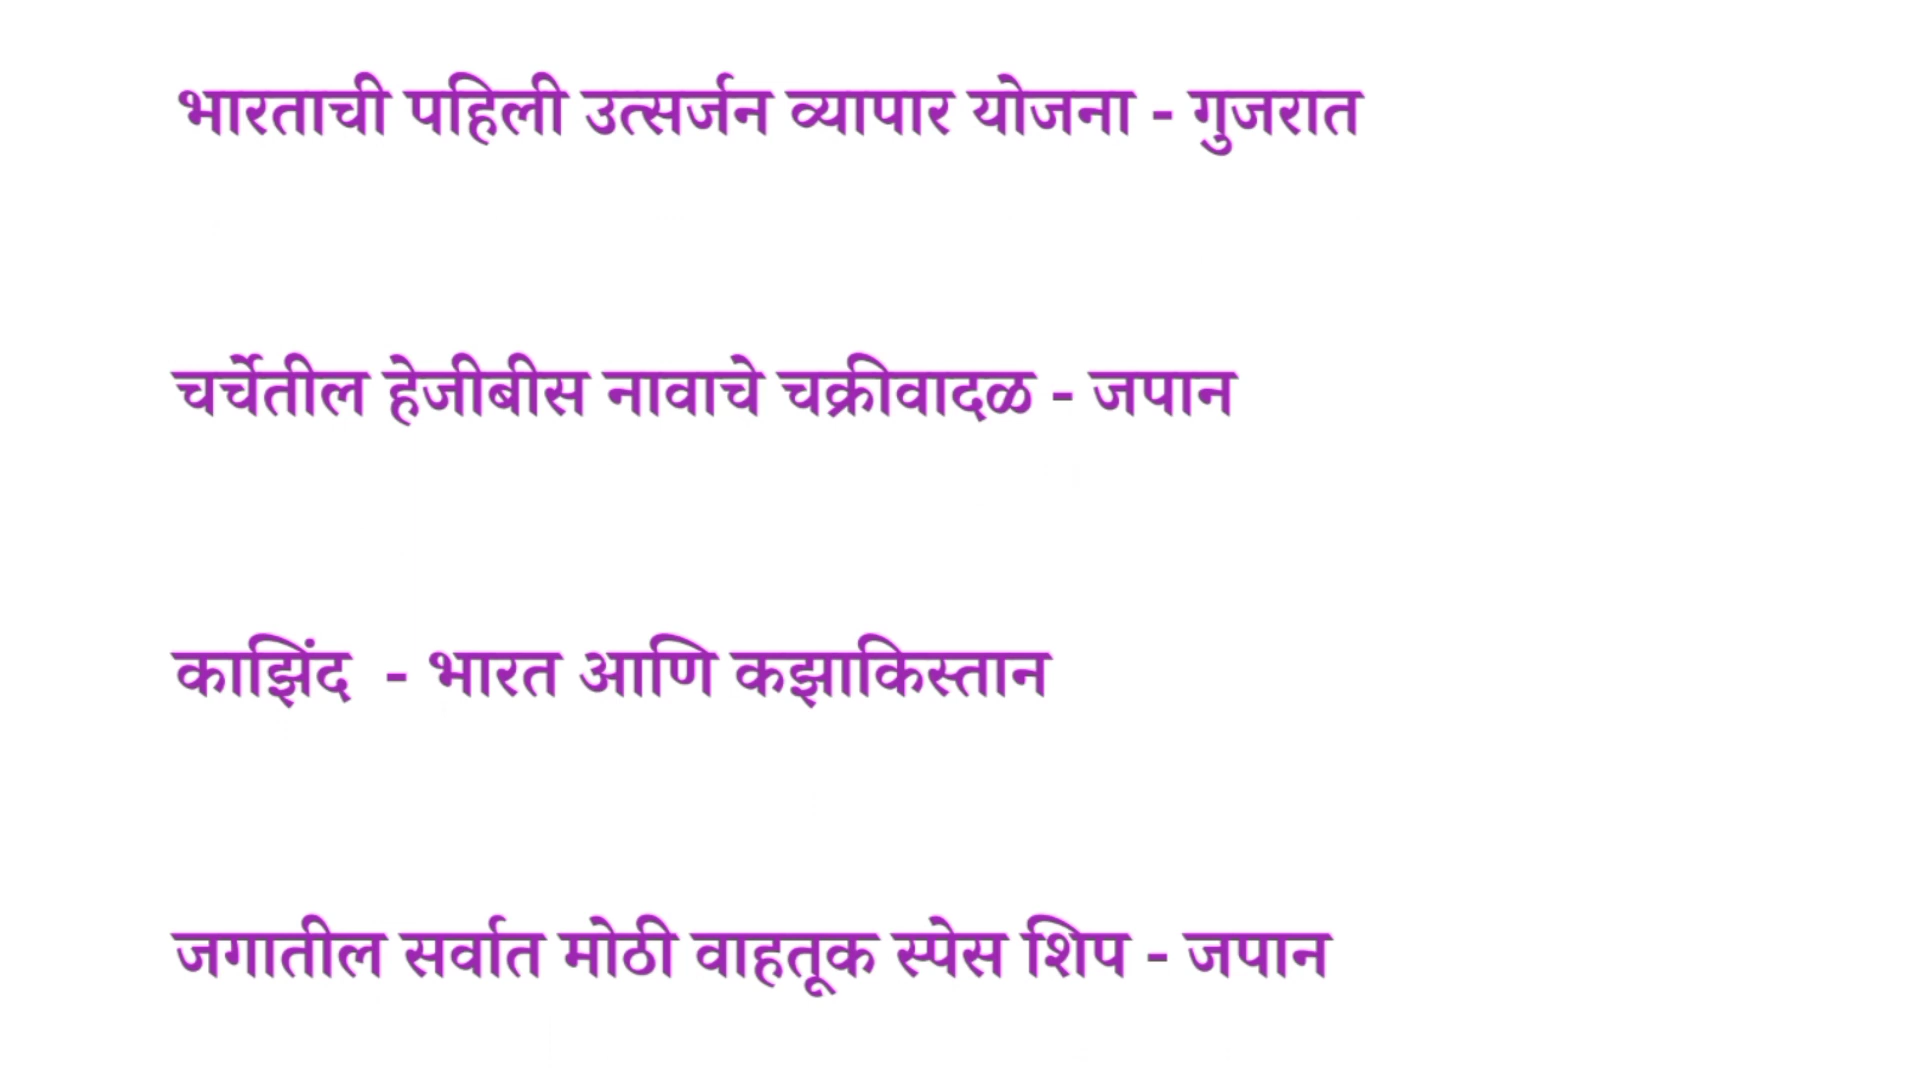 भारताची पहिली उत्सर्जन व्यापार योजना - गुजरात
चर्चेतील हेजीबीस नावाचे चक्रीवादळ - जपान
काझिंद - भारत आणि कझाकिस्तान
जगातील सर्वात मोठी वाहतूक स्पेस शिप - जपान